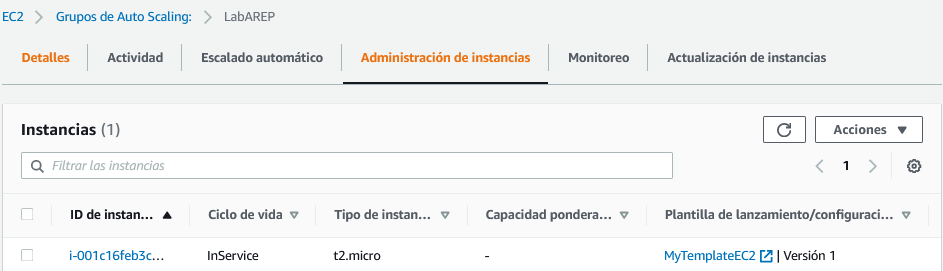 EC2 > Grupos de Auto Scaling: > LabAREP
Detalles Actividad Escalado automático Administración de instancias Monitoreo Actualización de instancias
Instancias (1)
Acciones
Filtrar las instancias
1
ID de instan... Ciclo de vida Tipo de instan... Capacidad pondera... Plantilla de lanzamiento/configuraci...
i-001c16feb3c... InService t2.micro - MyTemplateEC2 | Versión 1